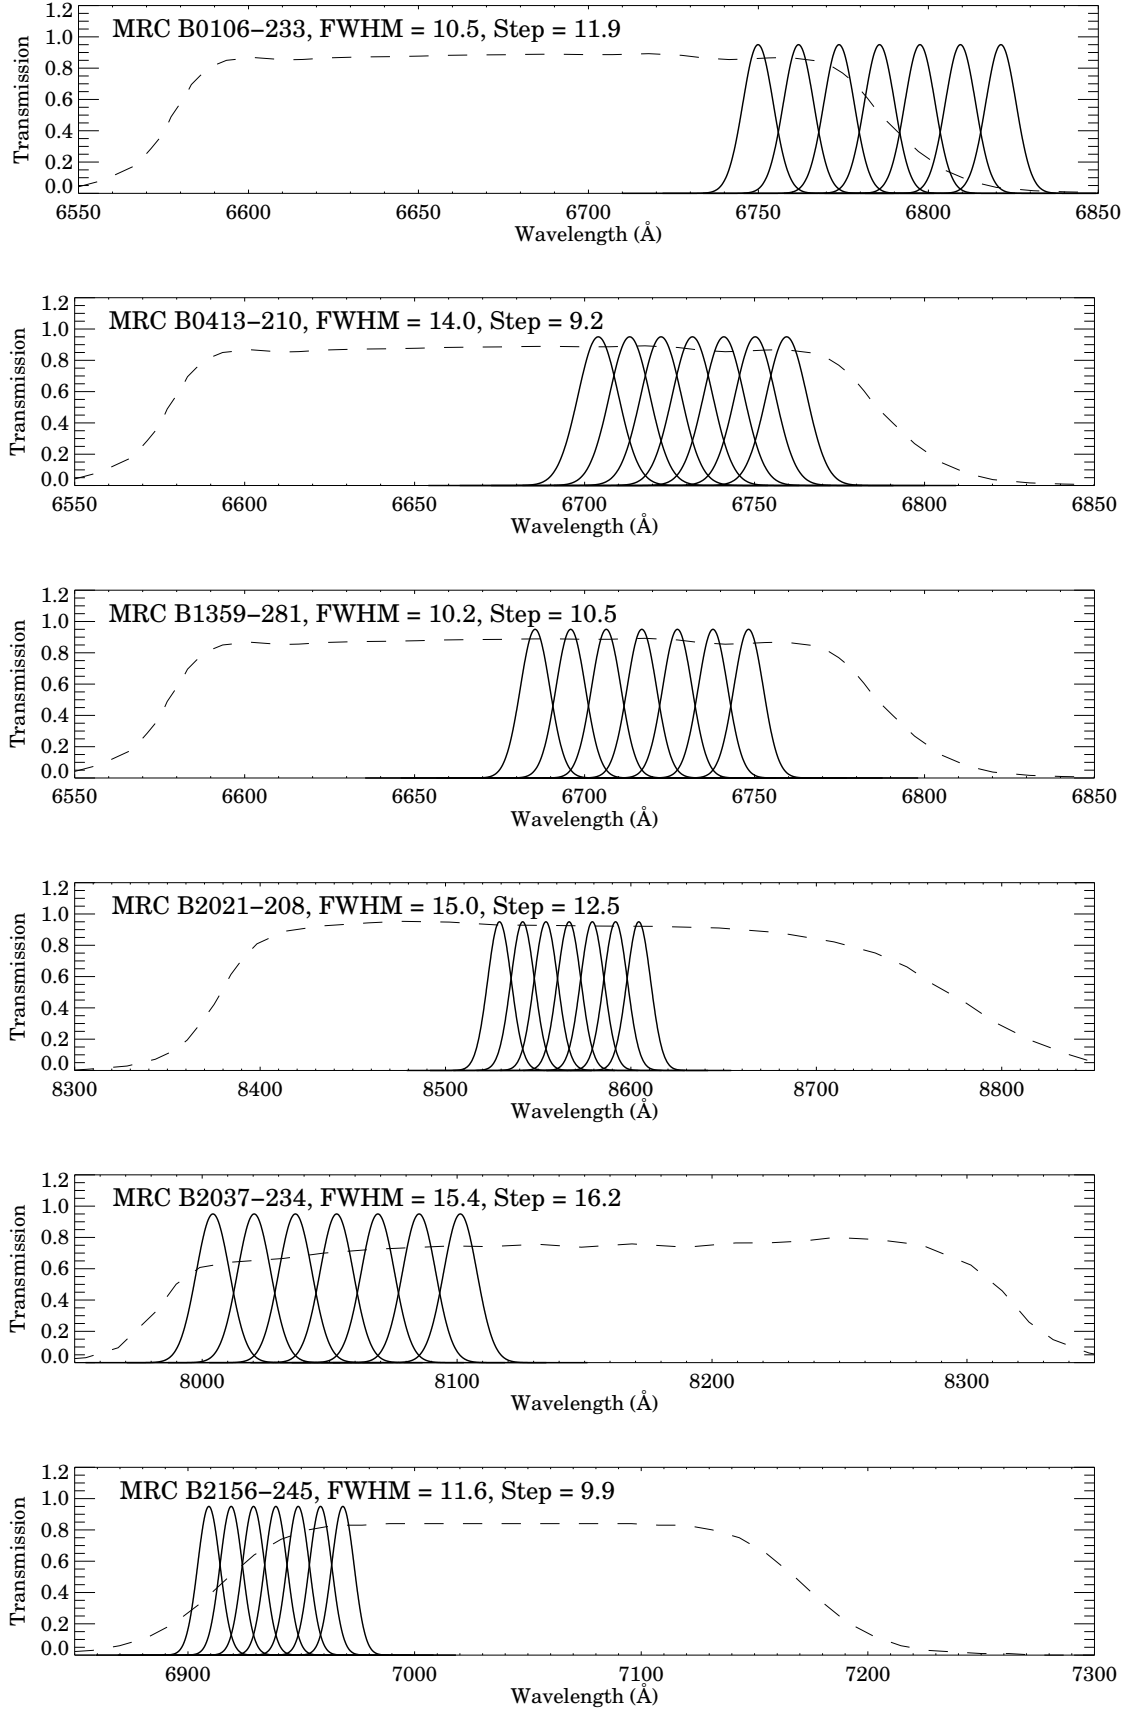 MRC B0106−233, FWHM = 10.5, Step = 11.9
Transmission
1.2
1.0
0.8
0.6
0.4
0.2
0.0
6550 6600 6650 6700 6750 6800 6850
Wavelength (Å)
MRC B0413−210, FWHM = 14.0, Step = 9.2
Transmission
1.2
1.0
0.8
0.6
0.4
0.2
0.0
6550 6600 6650 6700 6750 6800 6850
Wavelength (Å)
MRC B1359−281, FWHM = 10.2, Step = 10.5
Transmission
1.2
1.0
0.8
0.6
0.4
0.2
0.0
6550 6600 6650 6700 6750 6800 6850
Wavelength (Å)
MRC B2021−208, FWHM = 15.0, Step = 12.5
Transmission
1.2
1.0
0.8
0.6
0.4
0.2
0.0
8300 8400 8500 8600 8700 8800
Wavelength (Å)
MRC B2037−234, FWHM = 15.4, Step = 16.2
Transmission
1.2
1.0
0.8
0.6
0.4
0.2
0.0
8000 8100 8200 8300
Wavelength (Å)
MRC B2156−245, FWHM = 11.6, Step = 9.9
Transmission
1.2
1.0
0.8
0.6
0.4
0.2
0.0
6900 7000 7100 7200 7300
Wavelength (Å)